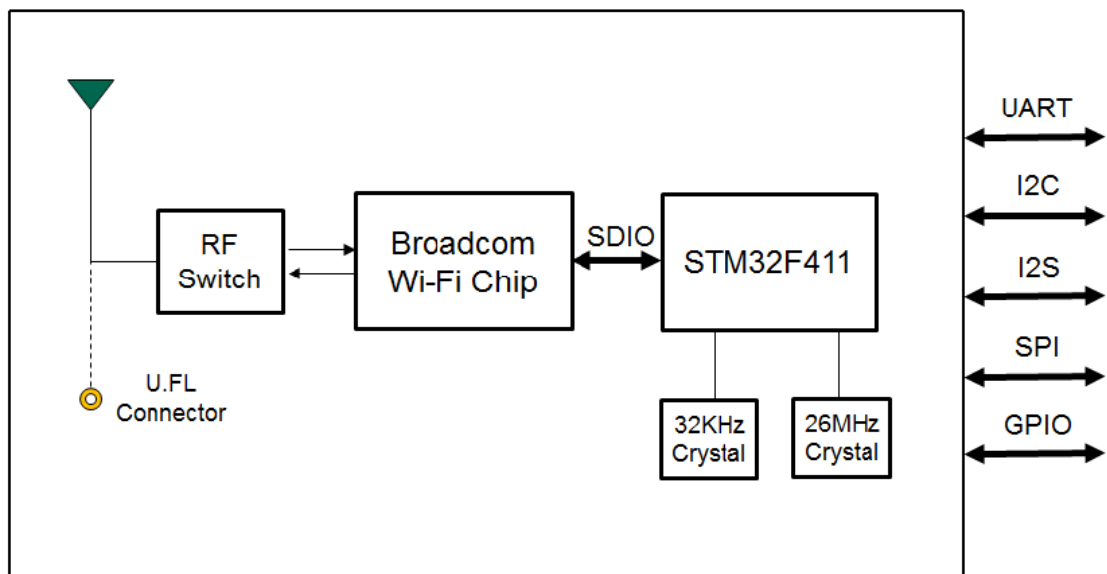 UART
I2C
I2S
SPI
GPIO
RF
Switch
Broadcom
Wi-Fi Chip
SDIO
STM32F411
U.FL
Connector
32KHz
Crystal
26MHz
Crystal